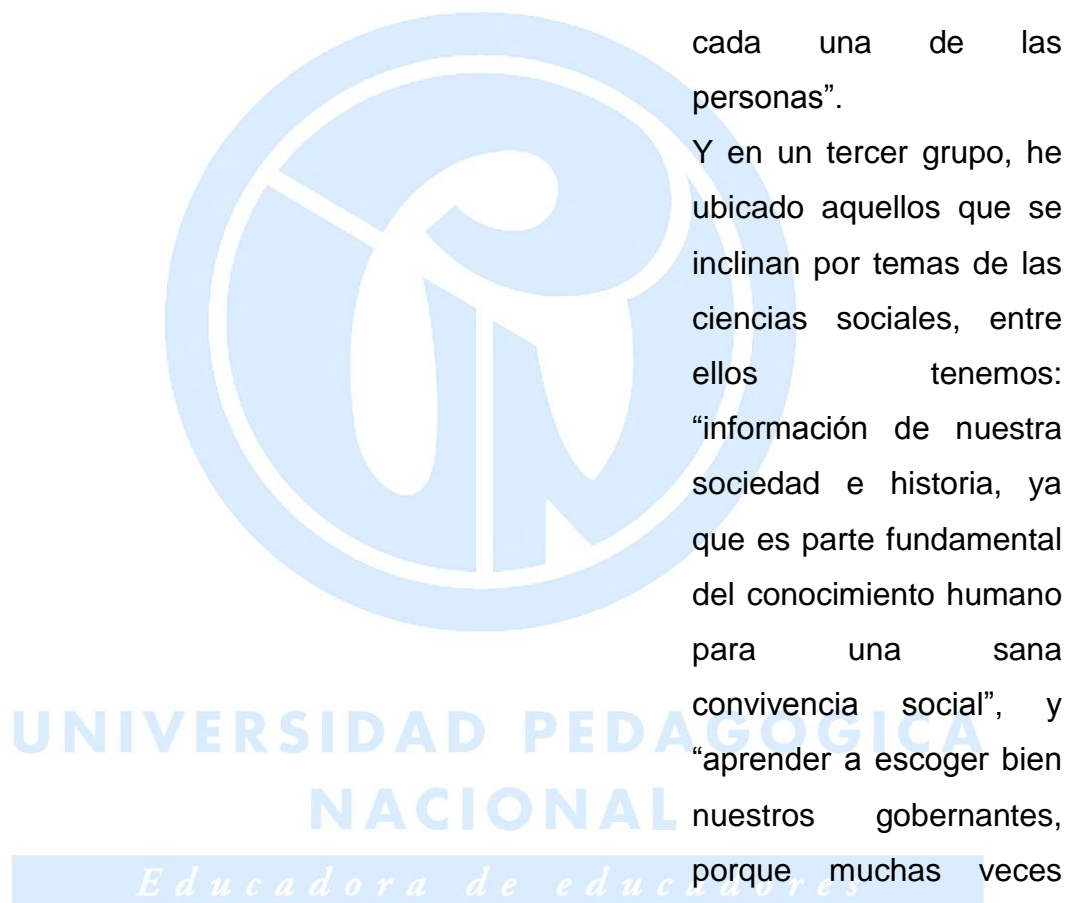 cada una de las
personas”.
Y en un tercer grupo, he
ubicado aquellos que se
inclinan por temas de las
ciencias sociales, entre
ellos tenemos:
“información de nuestra
sociedad e historia, ya
que es parte fundamental
del conocimiento humano
para una sana
convivencia social”, y
“aprender a escoger bien
nuestros gobernantes,
porque muchas veces
UNIVERSIDAD PEDAGOGICA
NACIONAL
Educadora de educadores